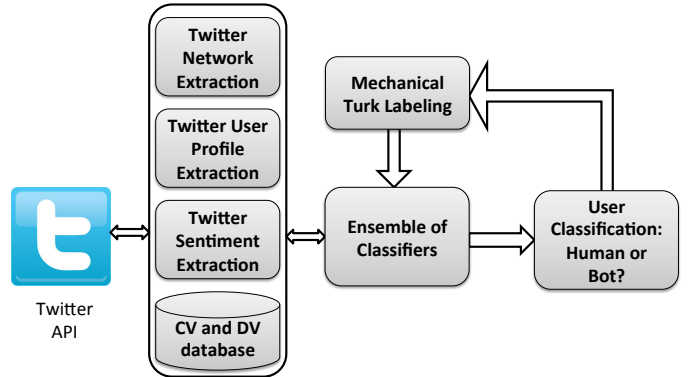 Twitter
Network
Extraction
Twitter User
Profile
Extraction
Twitter
Sentiment
Extraction
CV and DV
database
Twitter
API
Mechanical
Turk Labeling
Ensemble of
Classifiers
User
Classification:
Human or
Bot?